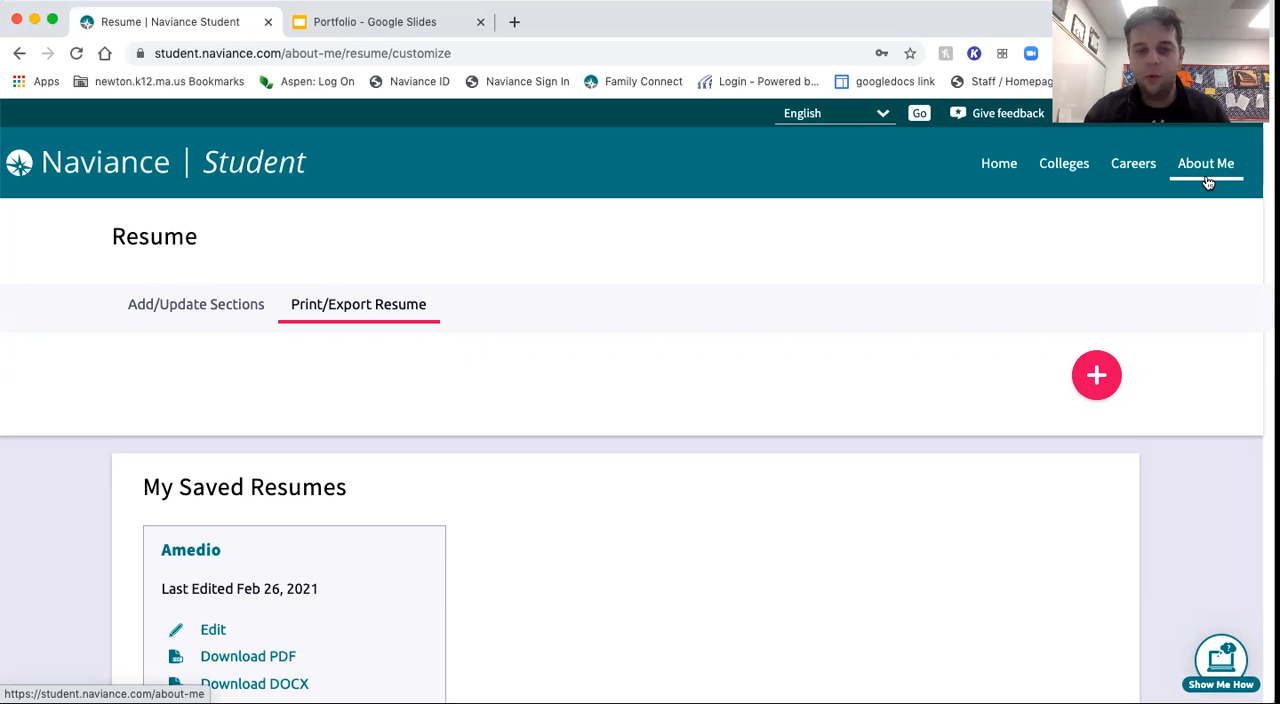 Resume | Naviance Student
Portfolio - Google Slides
student.naviance.com/about-me/resume/customize
Apps
newton.k12.ma.us Bookmarks
Aspen: Log On
Naviance ID
Naviance Sign In
Family Connect
Login - Powered b...
googledocs link
Staff / Homepag
English
Go
Give feedback
Naviance | Student
Home
Colleges
Careers
About Me
Resume
Add/Update Sections
Print/Export Resume
+
My Saved Resumes
Amedio
Last Edited Feb 26, 2021
Edit
Download PDF
Download DOCX
https://student.naviance.com/about-me
Show Me How